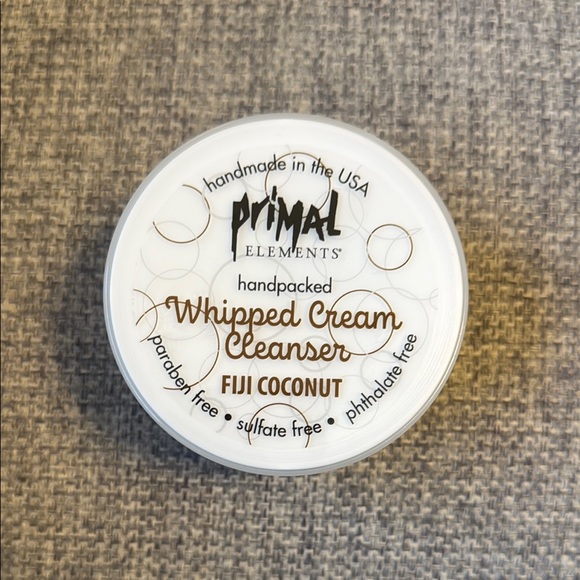 handmade in the USA
PRIMAL
ELEMENTS®
handpacked
Whipped Cream
Cleanser
FIJI COCONUT
paraben free • sulfate free • phthalate free